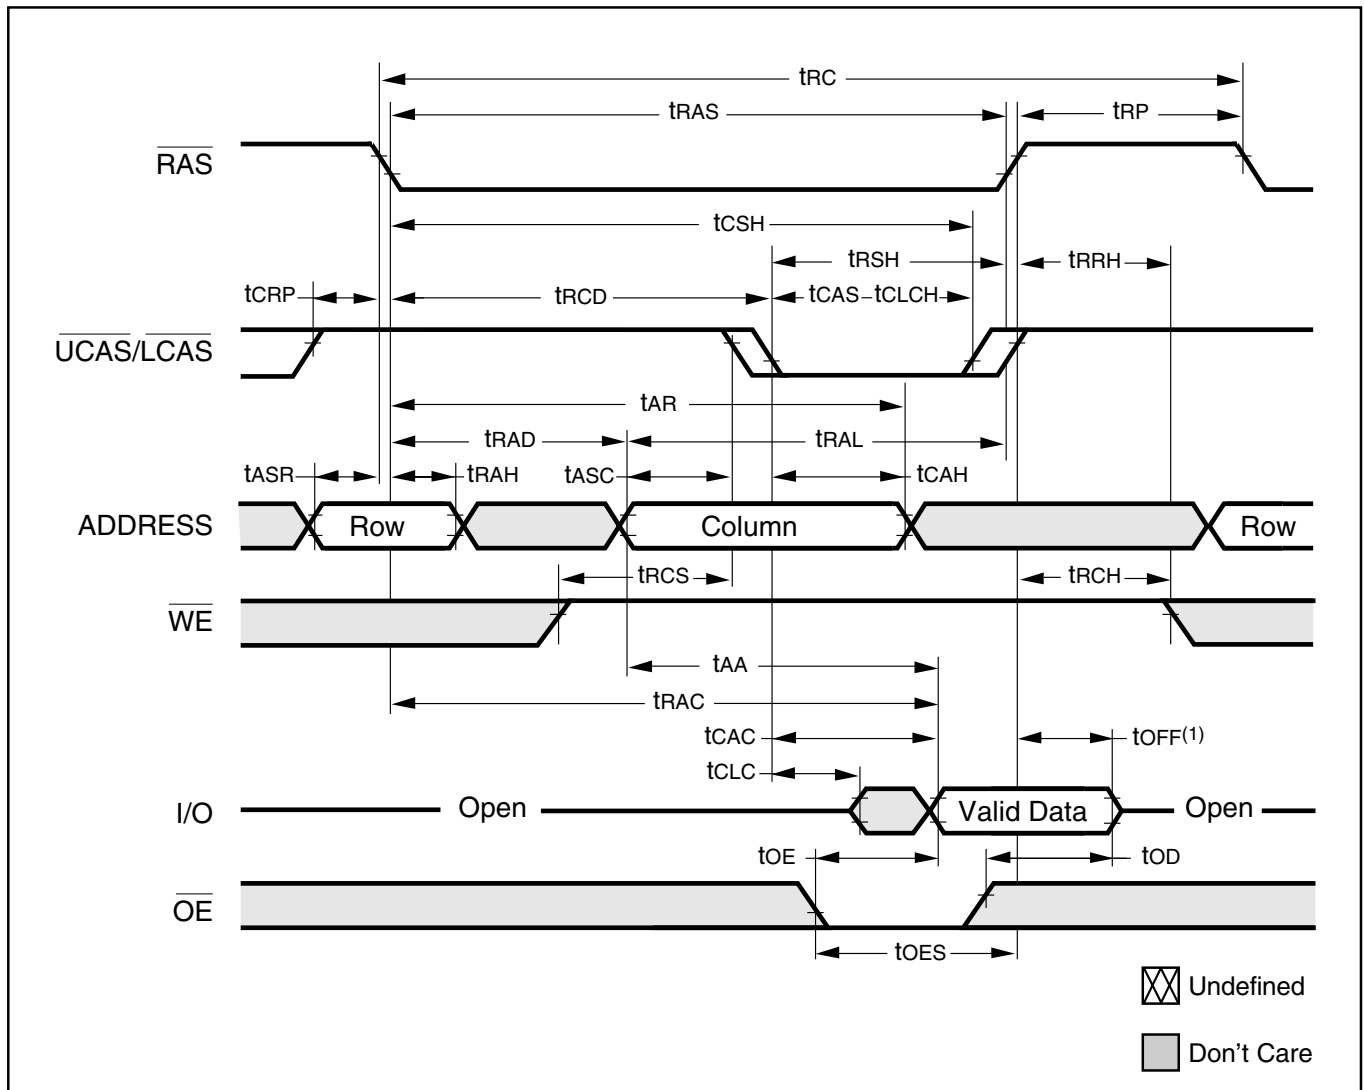 tRC
tRAS tRP
RAS
tCSH
tRSH tRRH
tCRP tRCD tCAS tCLCH
UCAS/LCAS
tAR
tRAD tRAL
tASR tRAH tASC tCAH
ADDRESS Row Column Row
tRCS tRCH
WE
tAA
tRAC
tCAC tOFF(1)
tCLC
I/O Open Valid Data Open
tOE tOD
OE
tOES
Undefined
Don't Care